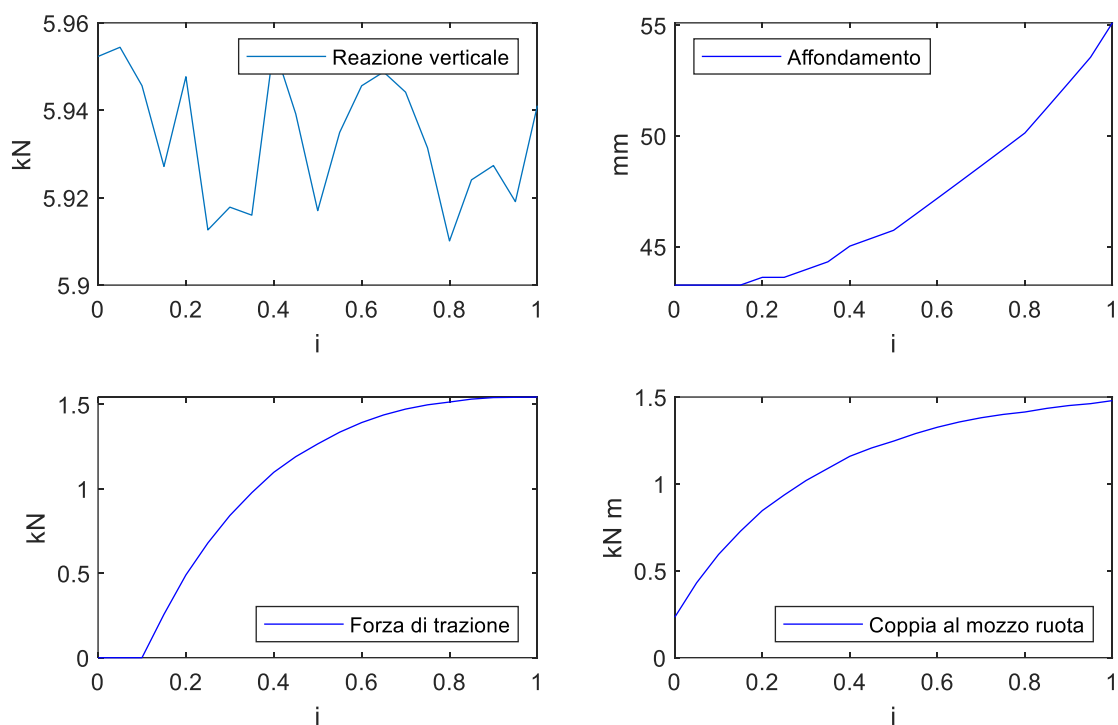 5.96
5.94
5.92
5.9
kN
0 0.2 0.4 0.6 0.8 1
i
Reazione verticale
55
50
45
mm
0 0.2 0.4 0.6 0.8 1
i
Affondamento
1.5
1
0.5
0
kN
0 0.2 0.4 0.6 0.8 1
i
Forza di trazione
1.5
1
0.5
0
kN m
0 0.2 0.4 0.6 0.8 1
i
Coppia al mozzo ruota